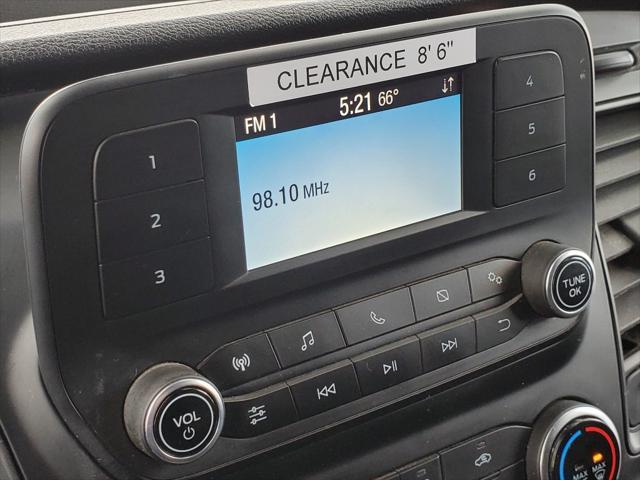 CLEARANCE 8' 6"
FM 1 5:21 66°
98.10 MHz
1
2
3
4
5
6
TUNE
OK
VOL
MAX
MAX